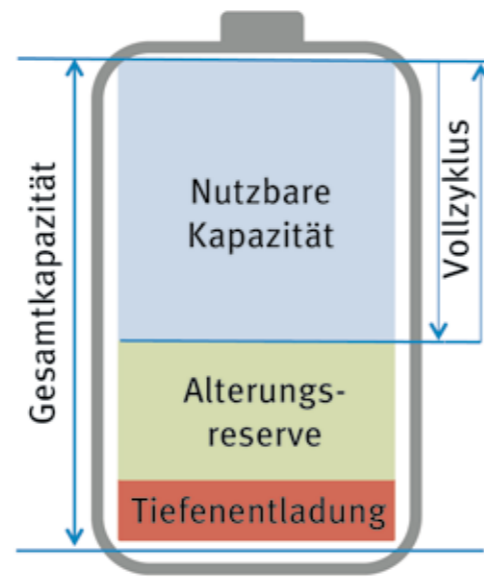 Gesamtkapazität
Nutzbare
Kapazität
Vollzyklus
Alterungs-
reserve
Tiefenentladung